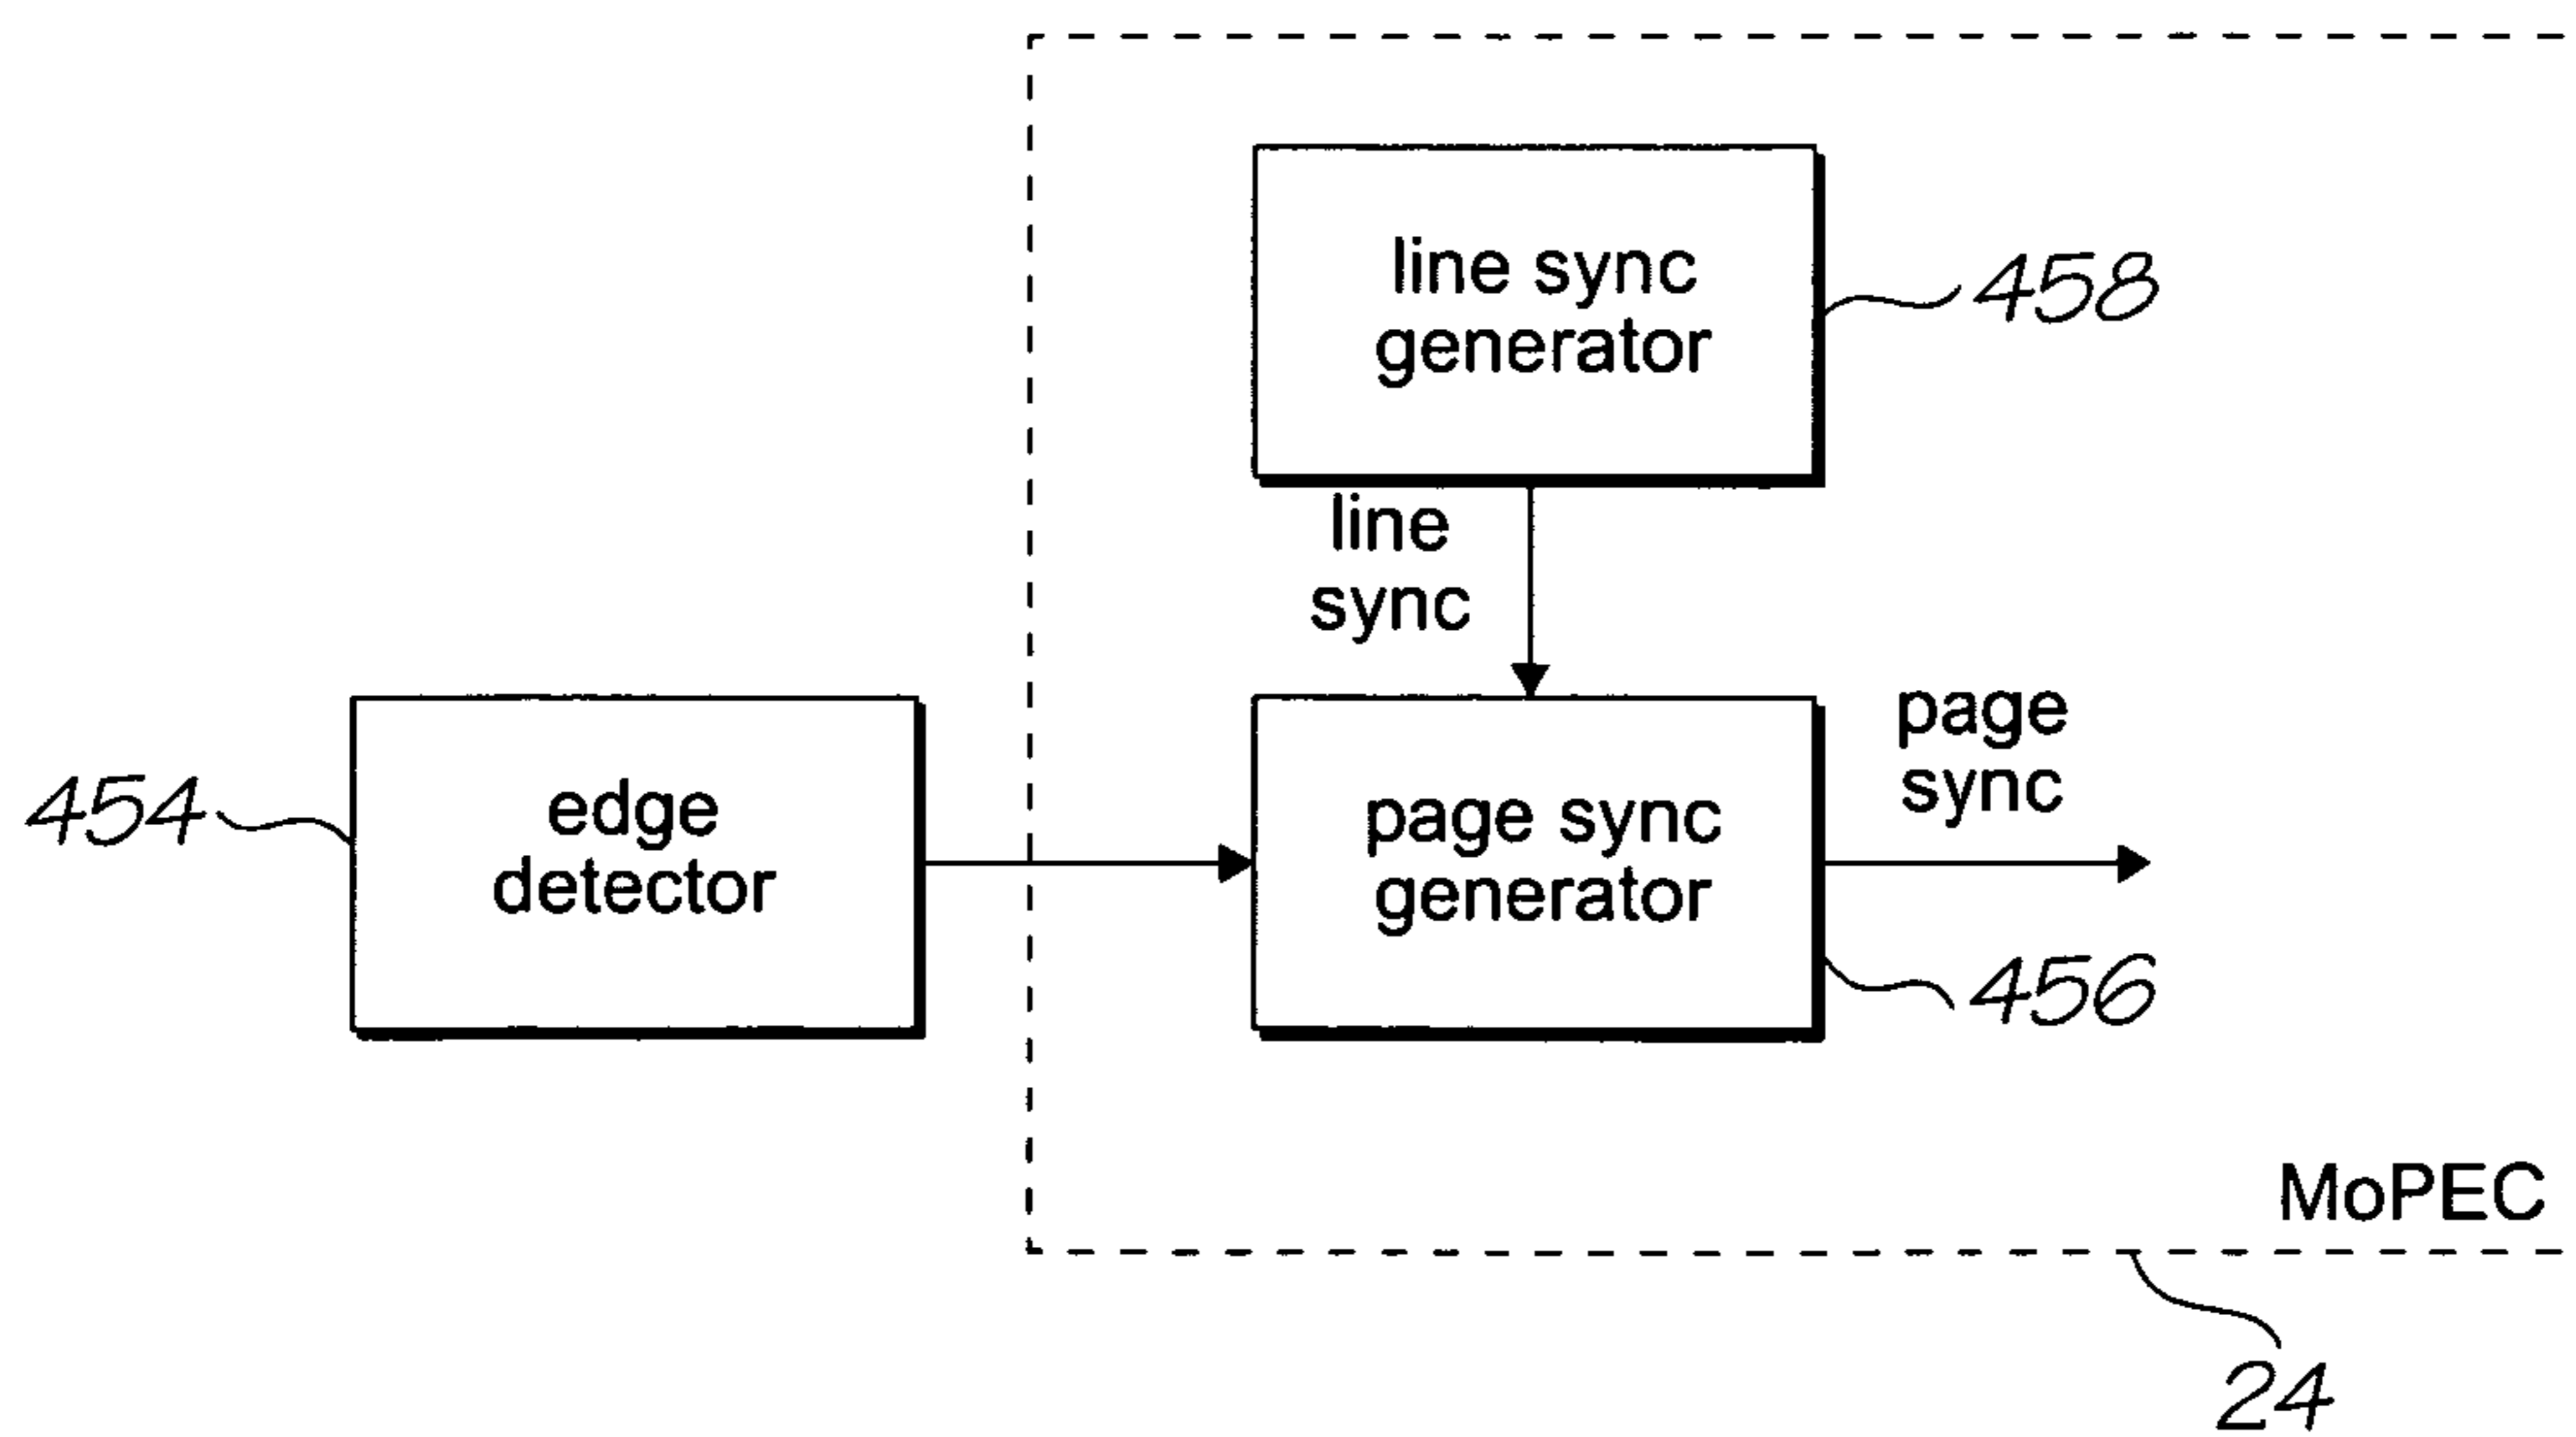 line sync
generator
458
line
sync
454
edge
detector
page sync
generator
page
sync
456
MoPEC
24